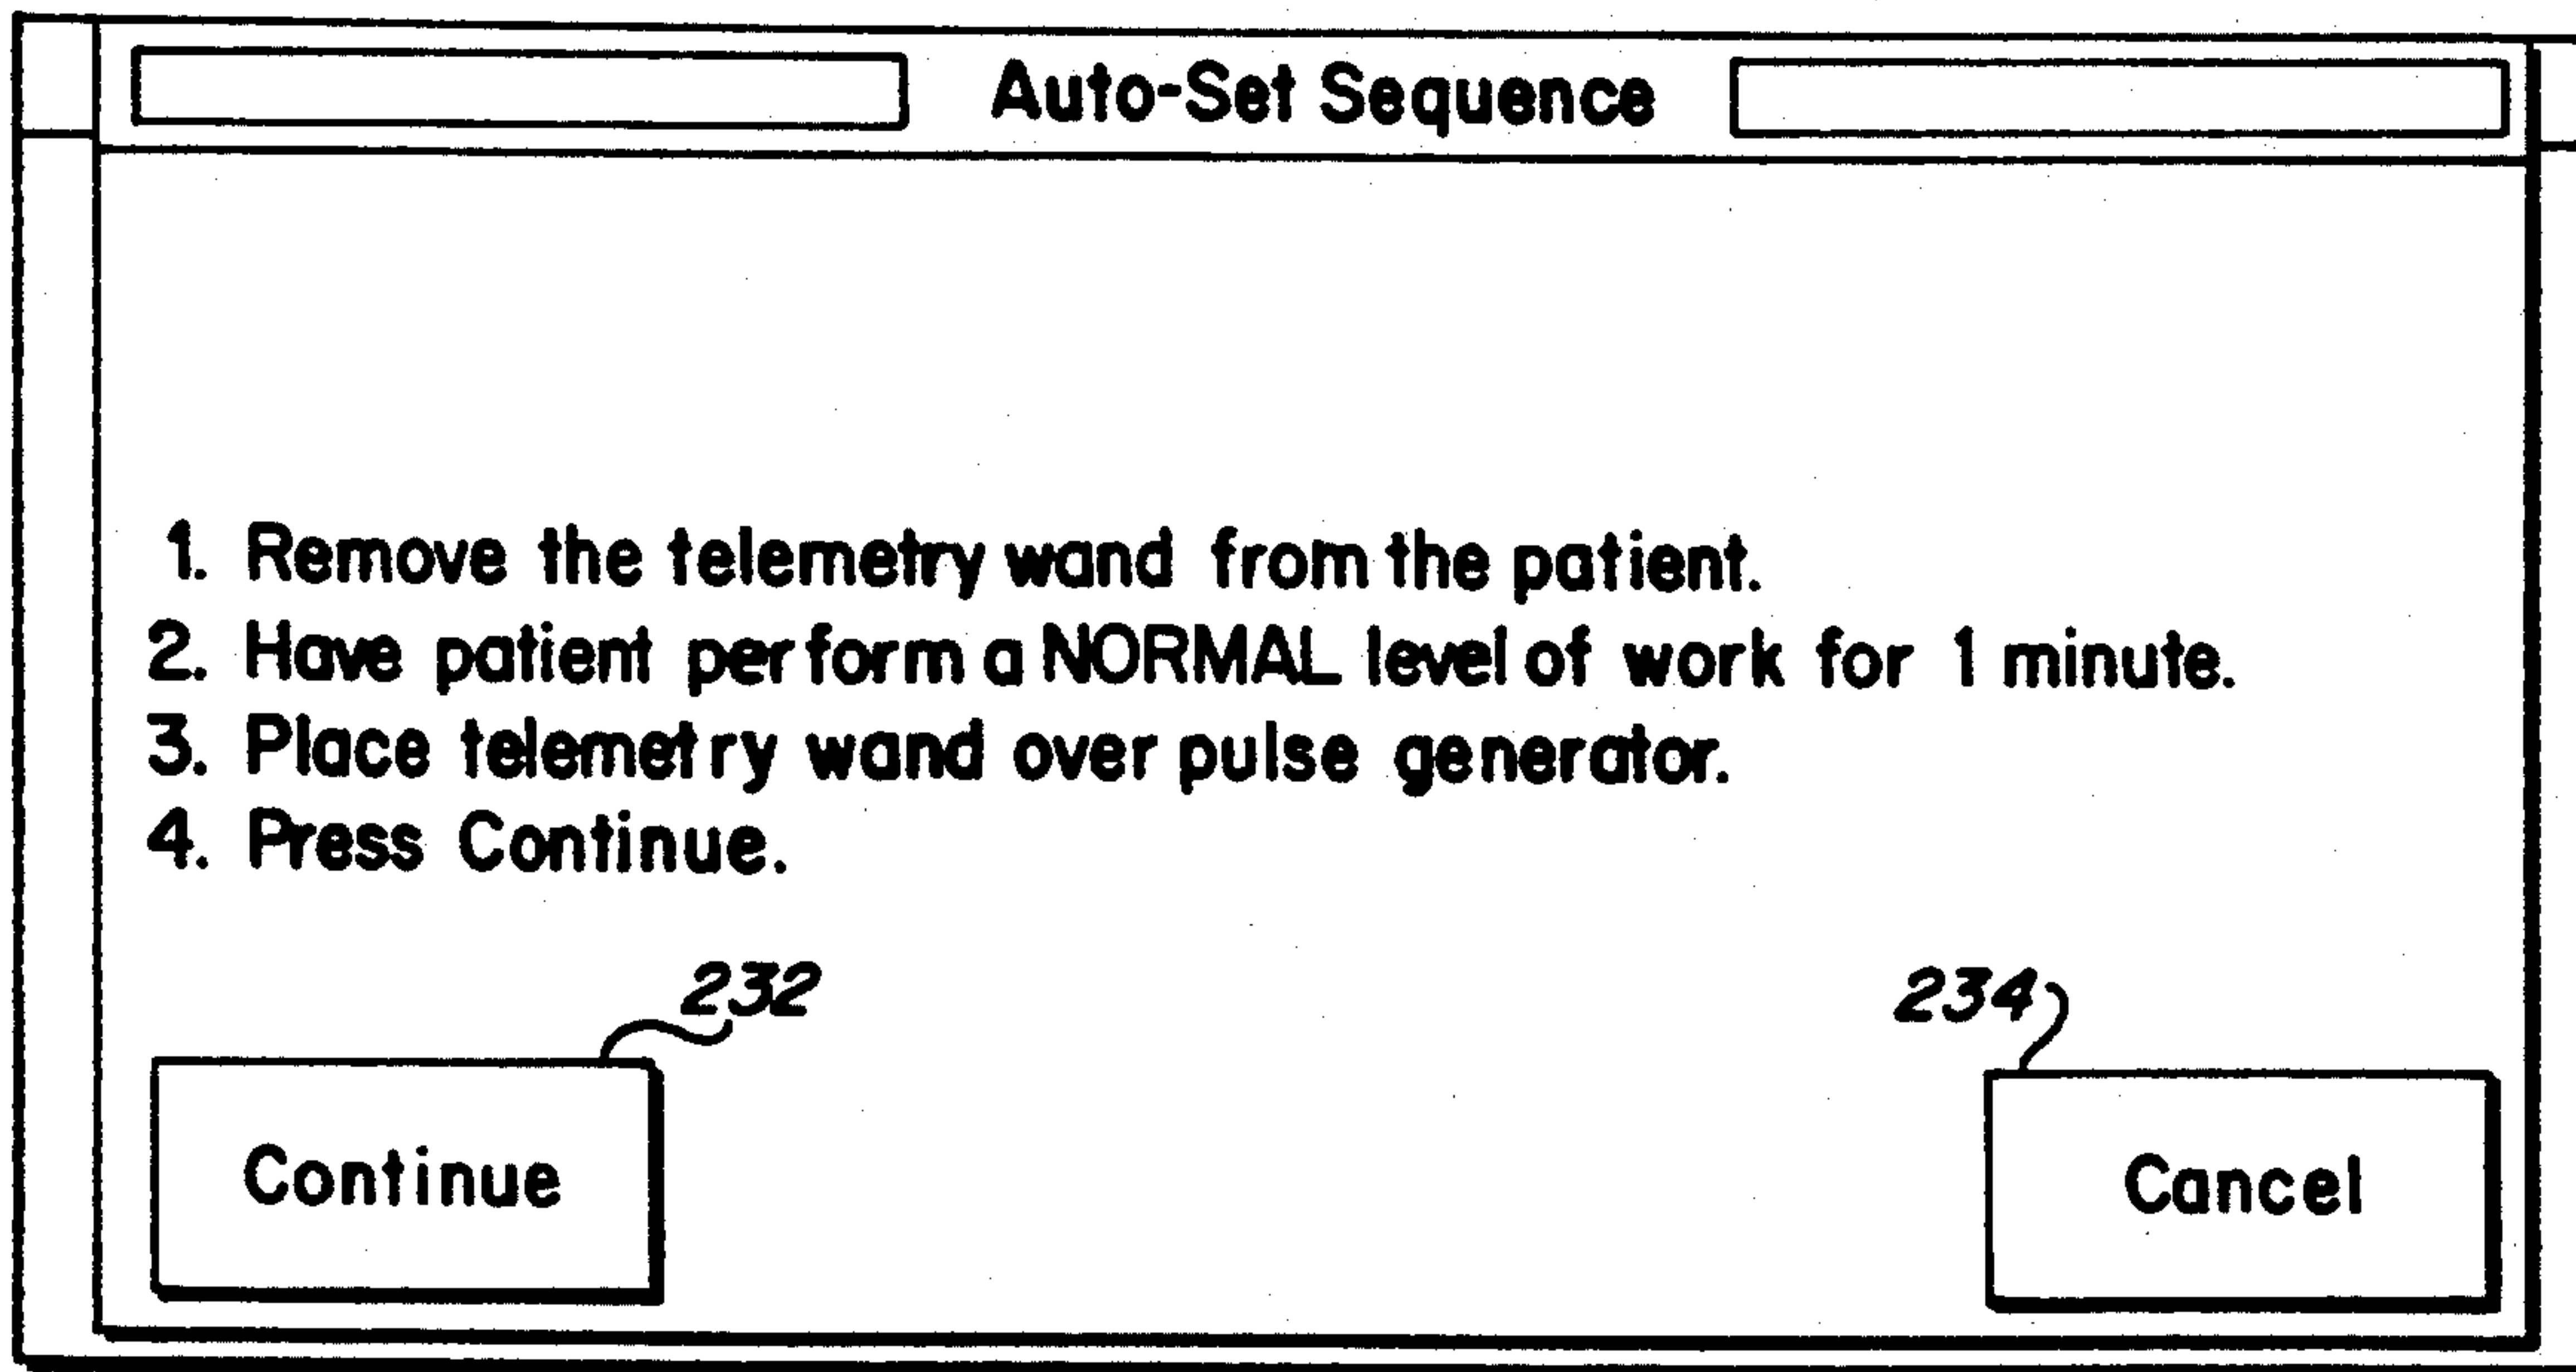 Auto-Set Sequence
1. Remove the telemetry wand from the patient.
2. Have patient perform a NORMAL level of work for 1 minute.
3. Place telemetry wand over pulse generator.
4. Press Continue.
232
234
Continue
Cancel